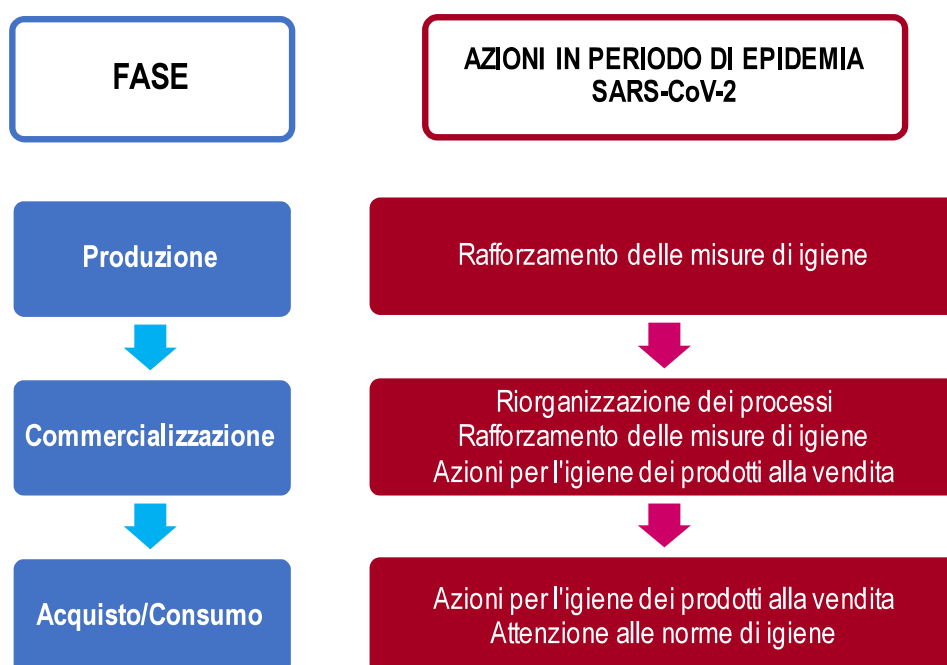 FASE
AZIONI IN PERIODO DI EPIDEMIA
SARS-CoV-2
Produzione
Rafforzamento delle misure di igiene
Commercializzazione
Riorganizzazione dei processi
Rafforzamento delle misure di igiene
Azioni per l'igiene dei prodotti alla vendita
Acquisto/Consumo
Azioni per l'igiene dei prodotti alla vendita
Attenzione alle norme di igiene